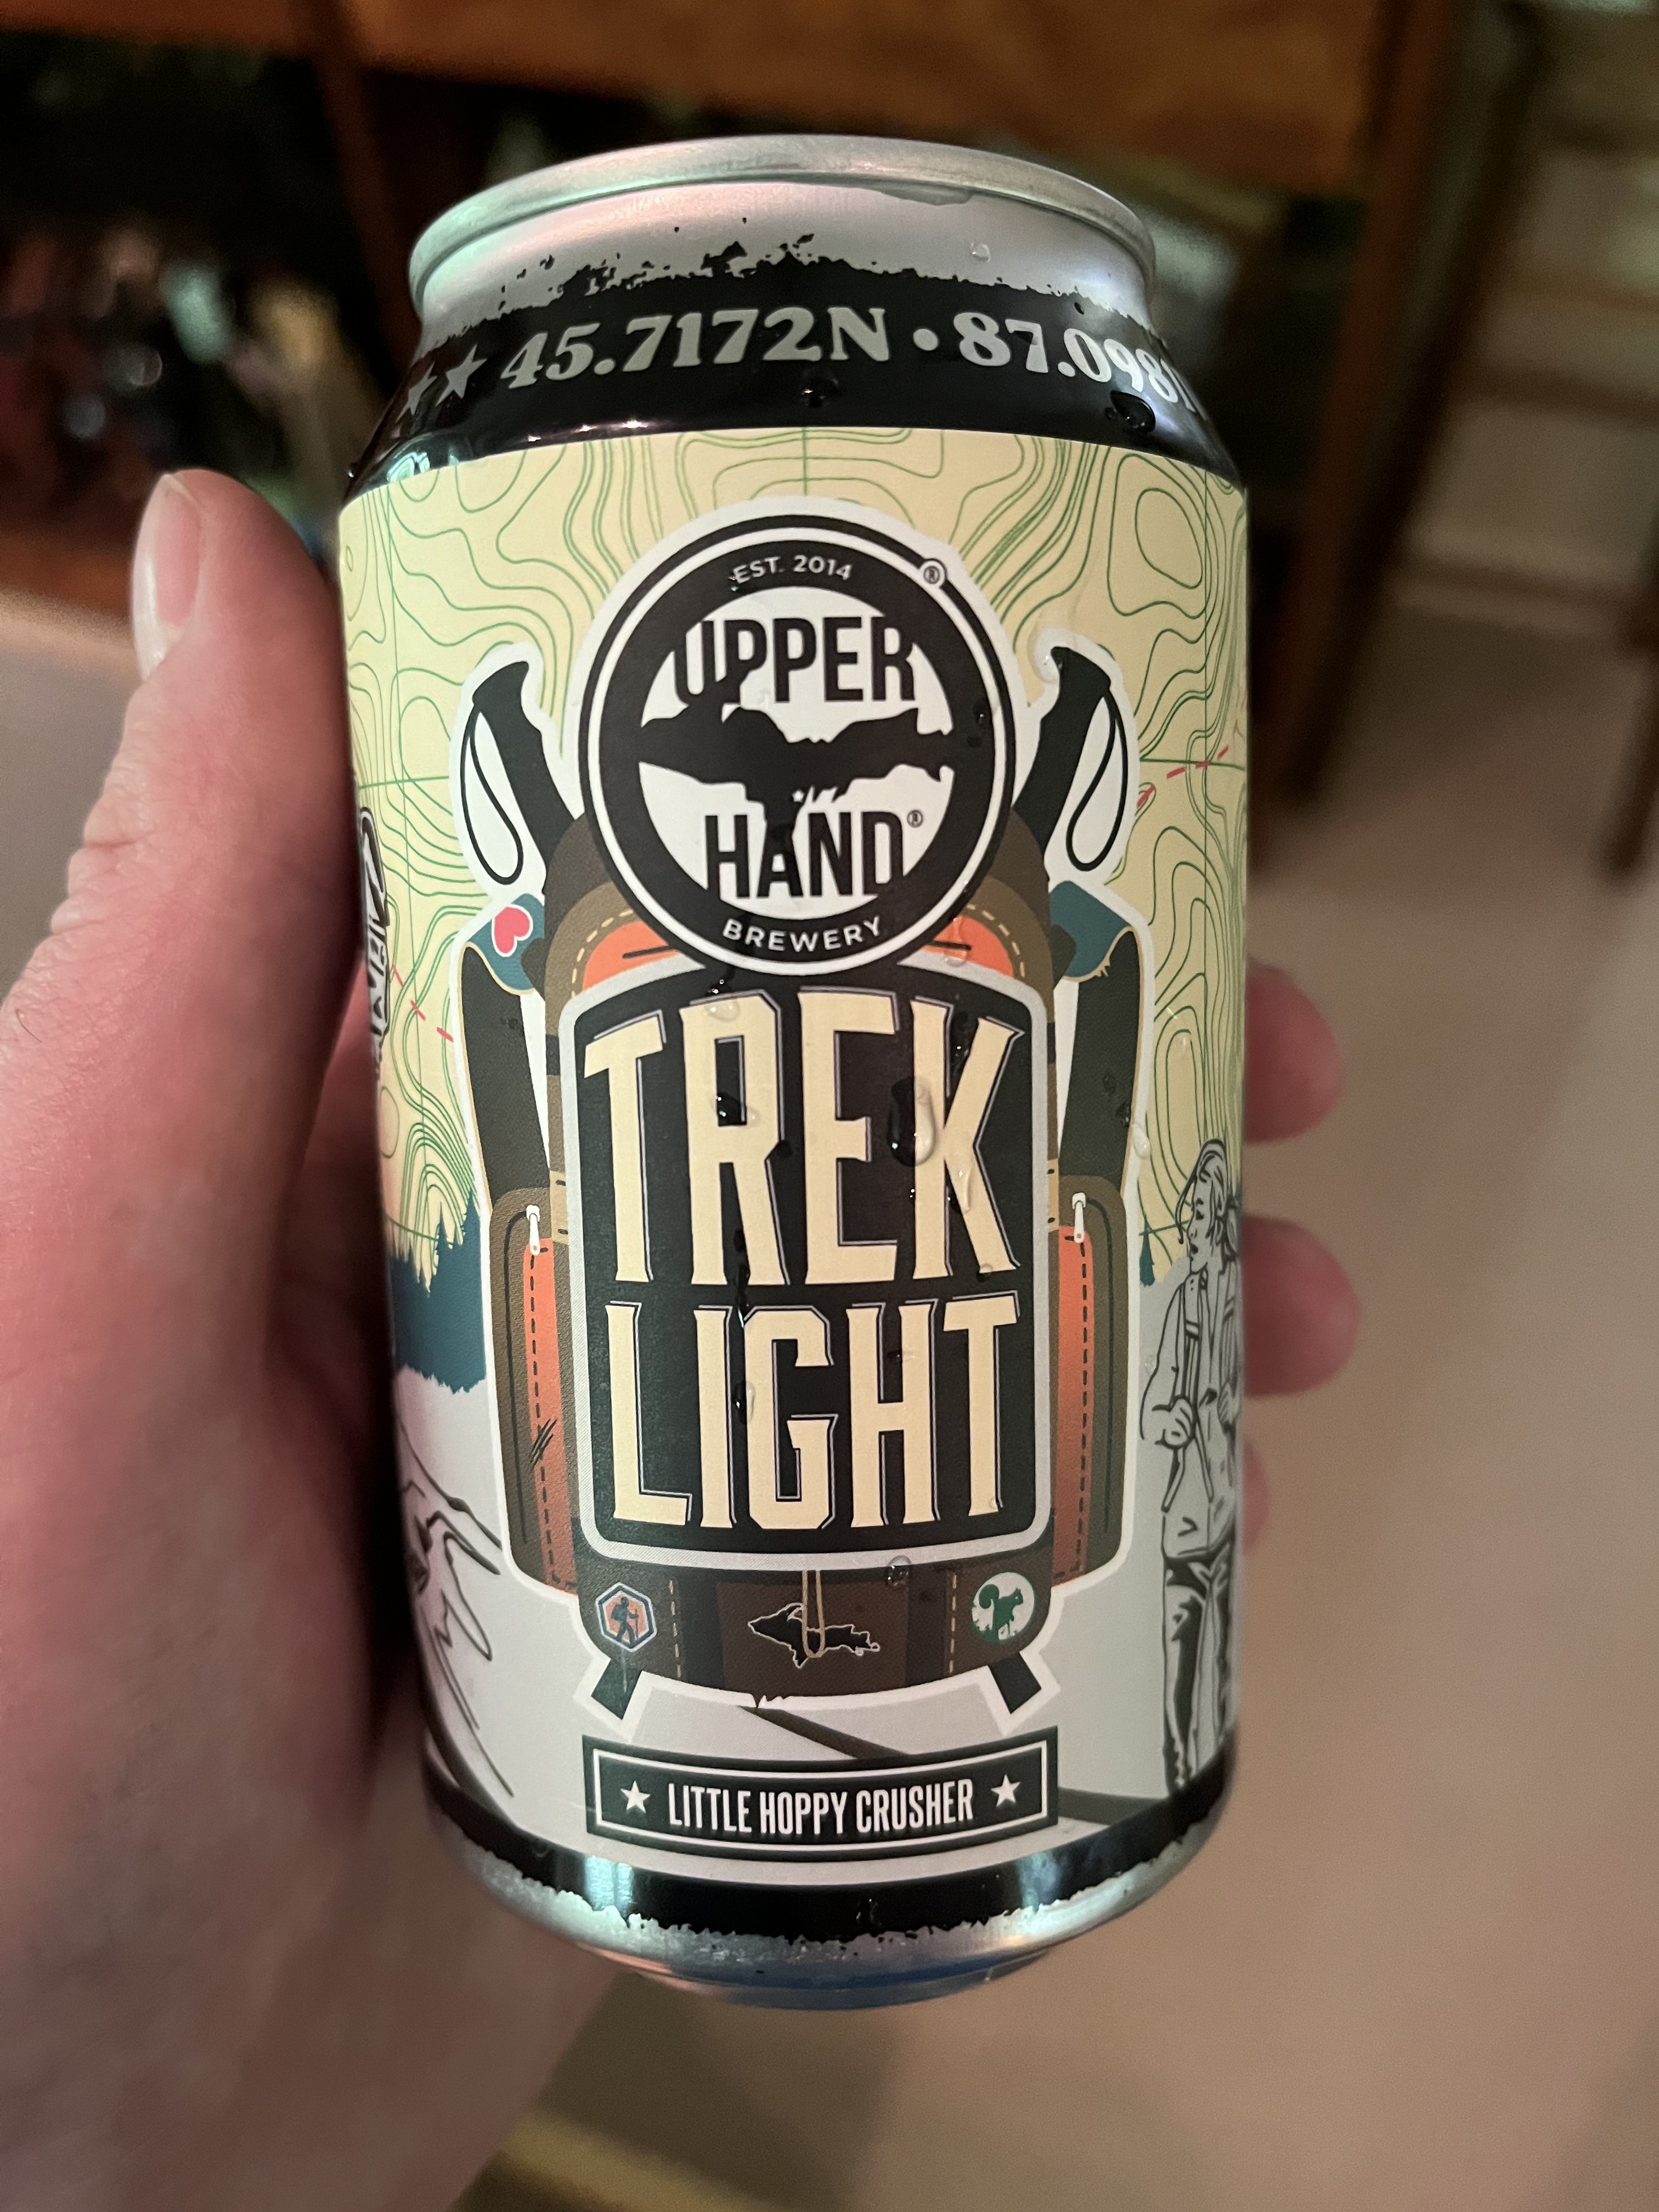 ★★ 45.7172N • 87.098
EST. 2014 ®
UPPER
HAND®
BREWERY
TREK
LIGHT
★ LITTLE HOPPY CRUSHER ★